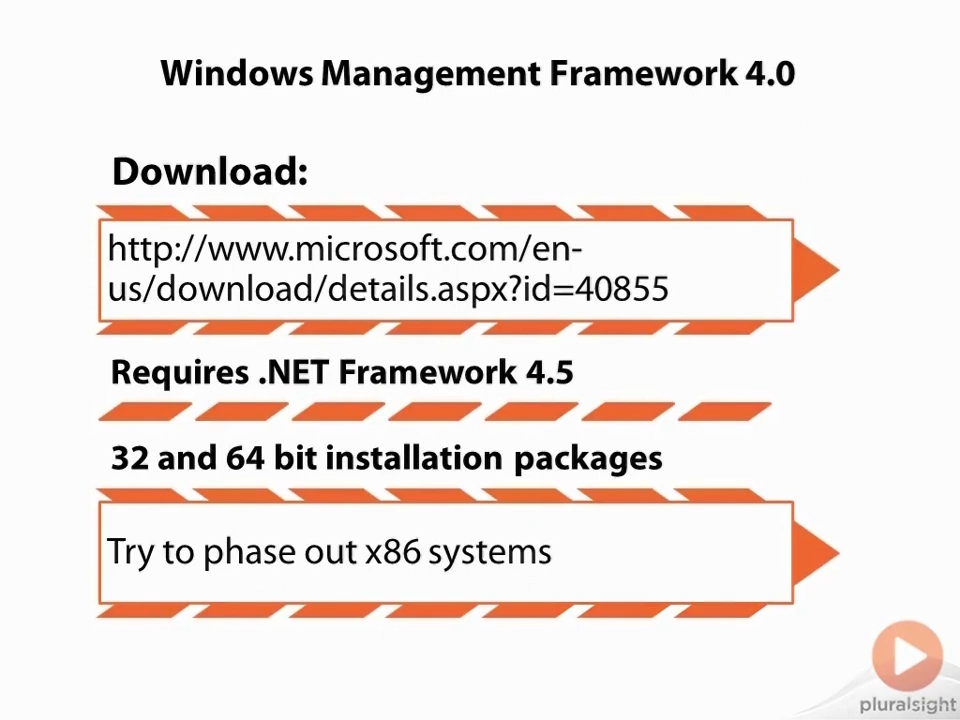 Windows Management Framework 4.0
Download:
http://www.microsoft.com/en-
us/download/details.aspx?id=40855
Requires .NET Framework 4.5
32 and 64 bit installation packages
Try to phase out x86 systems
pluralsight